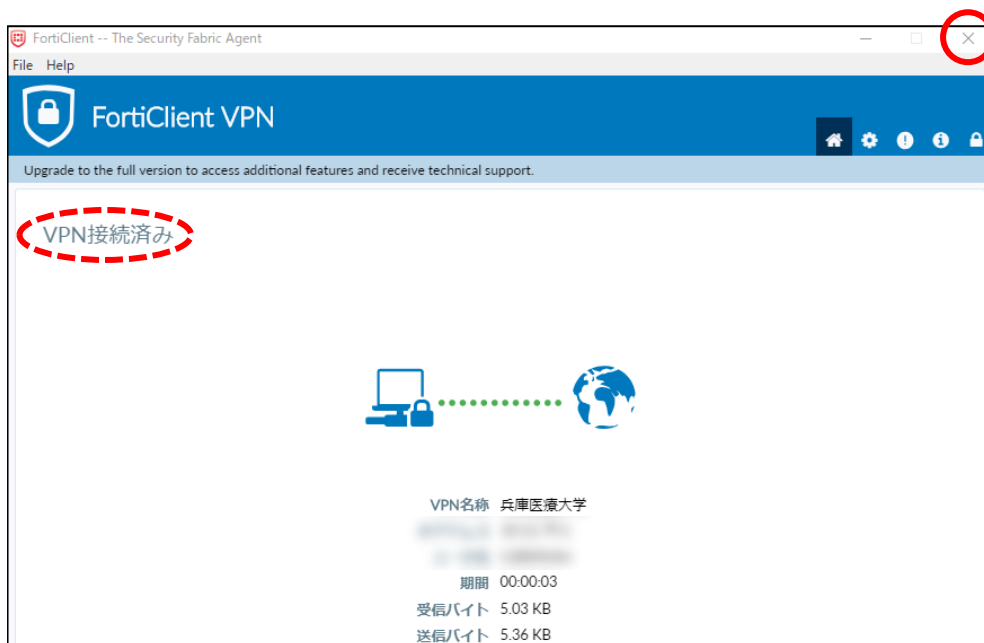 FortiClient -- The Security Fabric Agent
File Help
FortiClient VPN
Upgrade to the full version to access additional features and receive technical support.
VPN接続済み
VPN名称 兵庫医療大学
期間 00:00:03
受信バイト 5.03 KB
送信バイト 5.36 KB